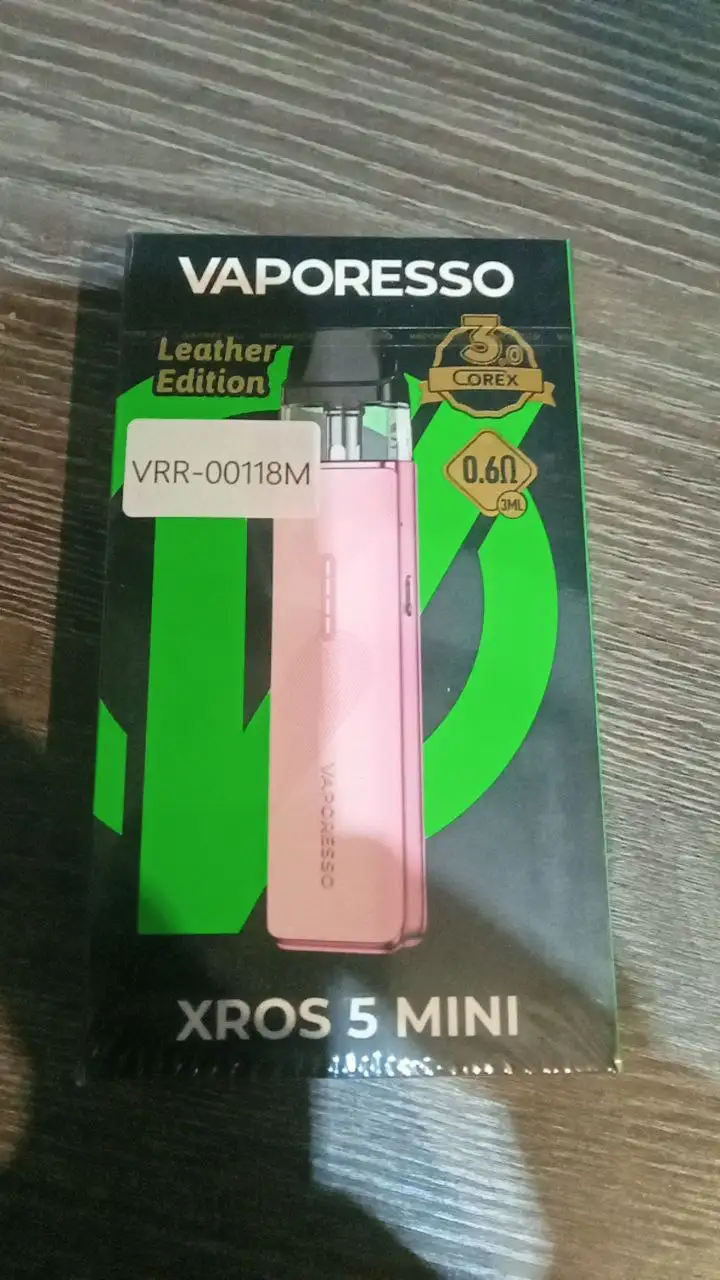 VAPORESSO
Leather
Edition
3.0
COREX
VRR-00118M
0.6Ω
3ML
VAPORESSO
XROS 5 MINI